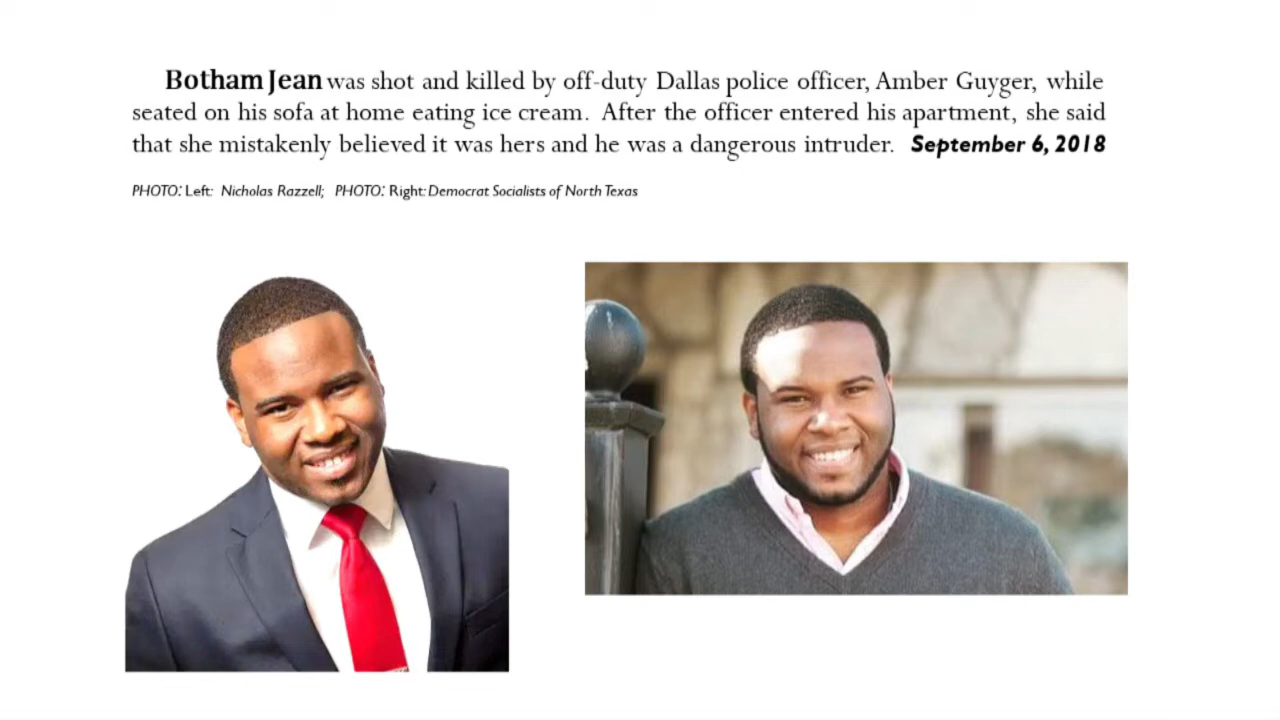 Botham Jean was shot and killed by off-duty Dallas police officer, Amber Guyger, while
seated on his sofa at home eating ice cream. After the officer entered his apartment, she said
that she mistakenly believed it was hers and he was a dangerous intruder. September 6, 2018
PHOTO: Left: Nicholas Razzell; PHOTO: Right: Democrat Socialists of North Texas